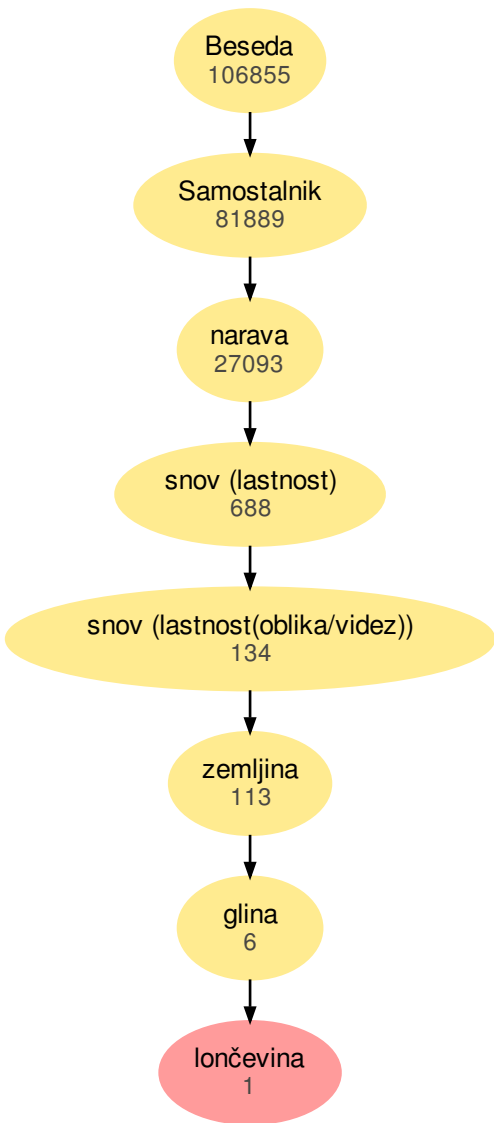 Beseda
106855
Samostalnik
81889
narava
27093
snov (lastnost)
688
snov (lastnost(oblika/videz))
134
zemljina
113
glina
6
lončevina
1